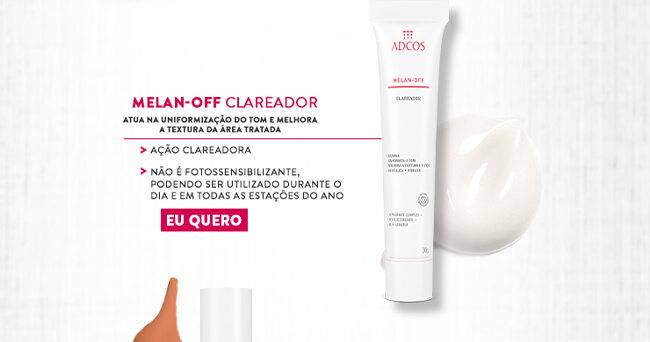 ADCOS
MELAN-OFF
CLAREADOR
MELAN-OFF CLAREADOR
ATUA NA UNIFORMIZAÇÃO DO TOM E MELHORA
A TEXTURA DA ÁREA TRATADA
> AÇÃO CLAREADORA
> NÃO É FOTOSSENSIBILIZANTE,
PODENDO SER UTILIZADO DURANTE O
DIA E EM TODAS AS ESTAÇÕES DO ANO
EU QUERO
30g